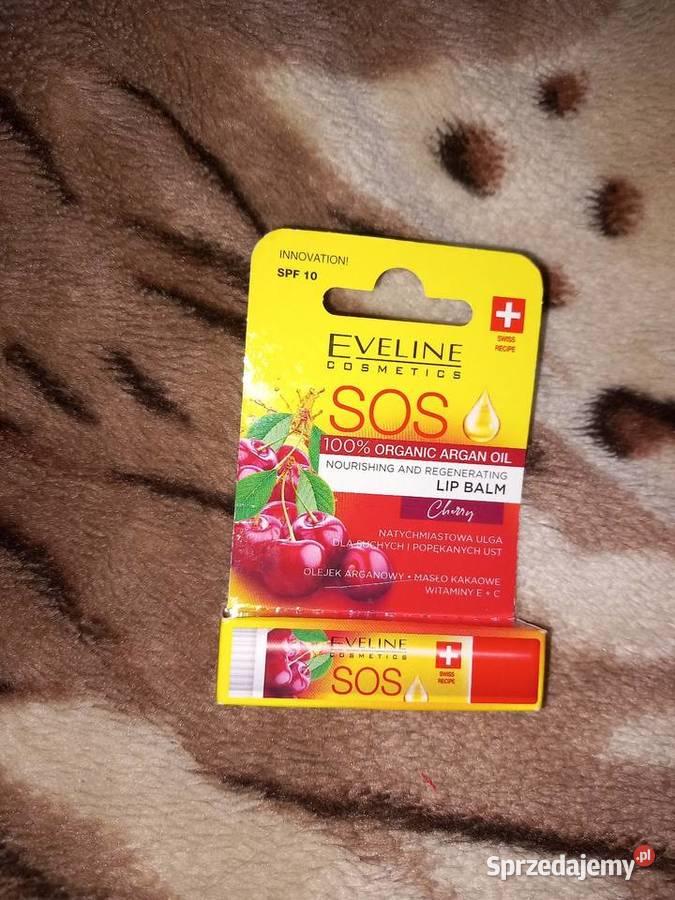 INNOVATION!
SPF 10
SWISS
RECIPE
EVELINE
COSMETICS
SOS
100% ORGANIC ARGAN OIL
NOURISHING AND REGENERATING
LIP BALM
Cherry
NATYCHMIASTOWA ULGA
DLA SUCHYCH I POPĘKANYCH UST
OLEJEK ARGANOWY • MASŁO KAKAOWE
WITAMINY E + C
EVELINE
COSMETICS
SOS
SWISS
RECIPE
Sprzedajemy.pl